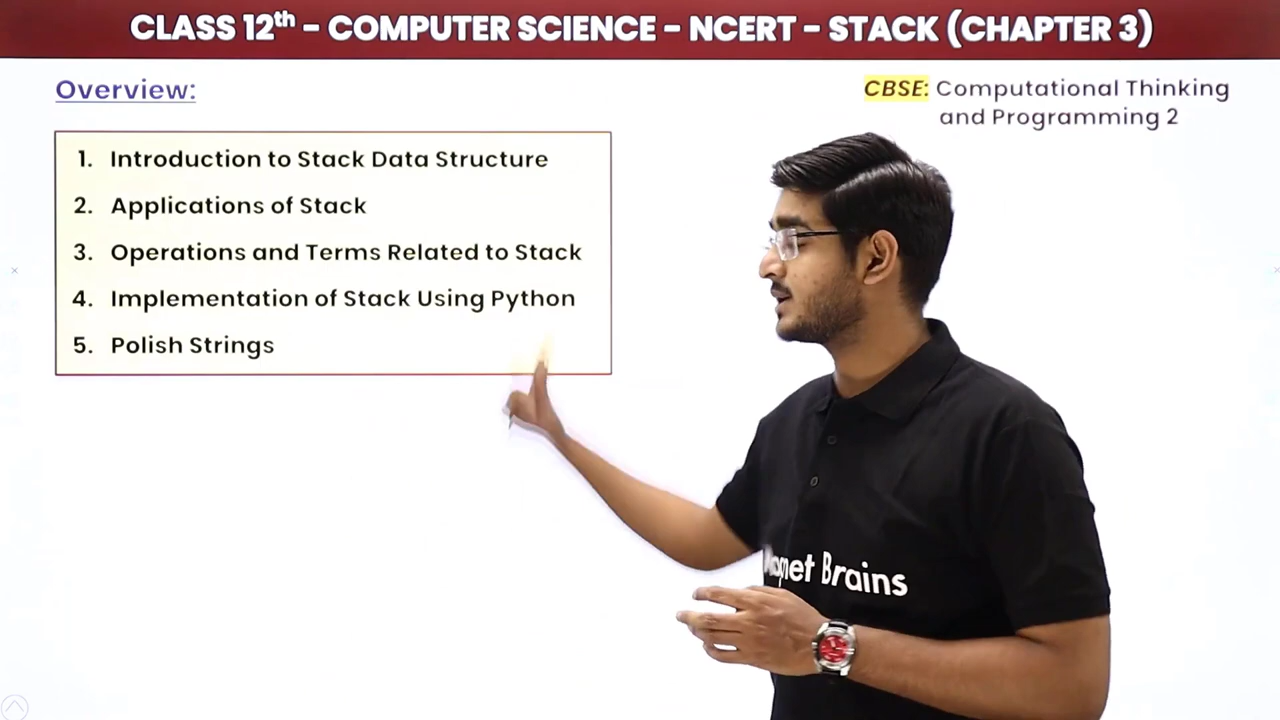 CLASS 12th - COMPUTER SCIENCE - NCERT - STACK (CHAPTER 3)
Overview:
CBSE: Computational Thinking
and Programming 2
1. Introduction to Stack Data Structure
2. Applications of Stack
3. Operations and Terms Related to Stack
4. Implementation of Stack Using Python
5. Polish Strings
Brains